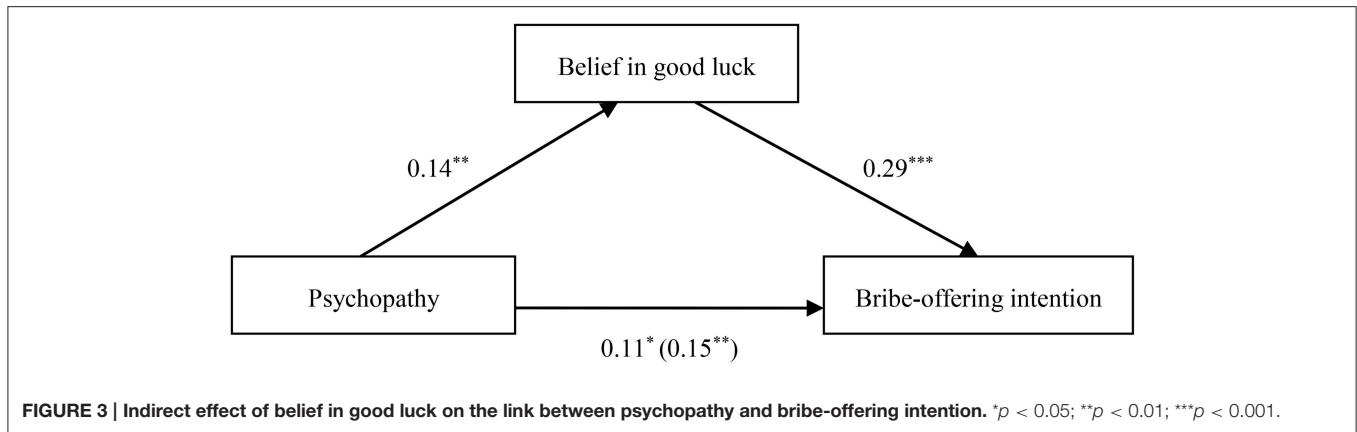 Belief in good luck
0.14**
0.29***
Psychopathy
Bribe-offering intention
0.11* (0.15**)
FIGURE 3 | Indirect effect of belief in good luck on the link between psychopathy and bribe-offering intention. *p < 0.05; **p < 0.01; ***p < 0.001.